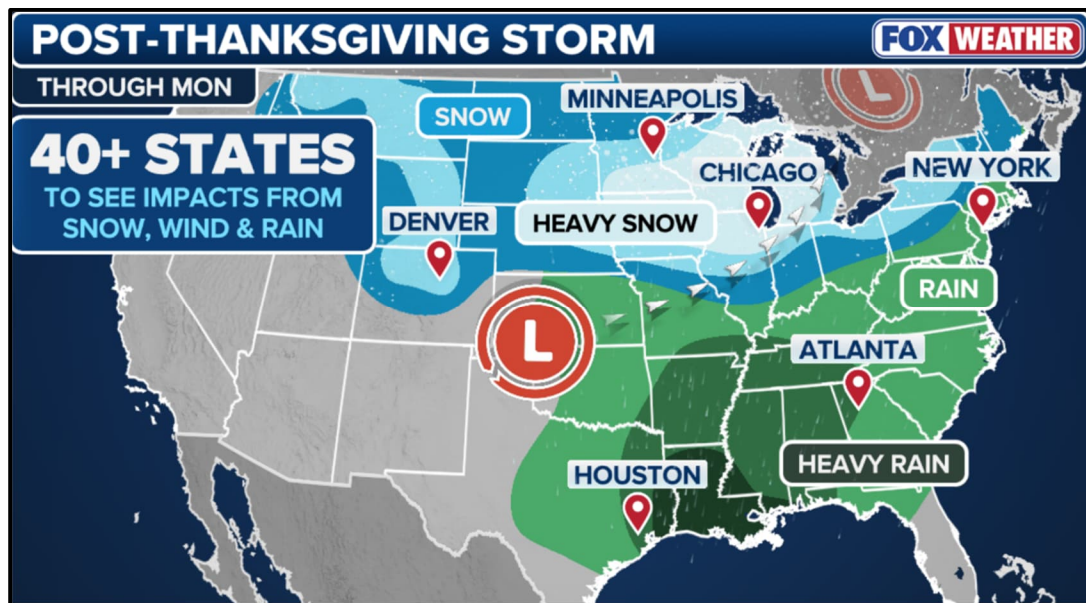 POST-THANKSGIVING STORM
FOX WEATHER
THROUGH MON
40+ STATES
TO SEE IMPACTS FROM
SNOW, WIND & RAIN
L
SNOW
MINNEAPOLIS
CHICAGO
NEW YORK
DENVER
HEAVY SNOW
RAIN
L
ATLANTA
HEAVY RAIN
HOUSTON